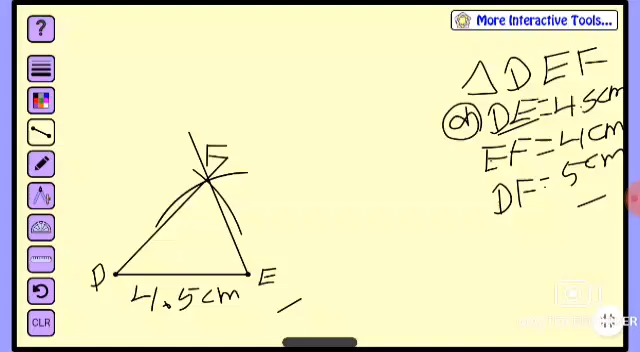 More Interactive Tools...
△DEF
DE=4.5cm
EF=4cm
DF=5cm
F
D
E
4.5cm
?
CLR